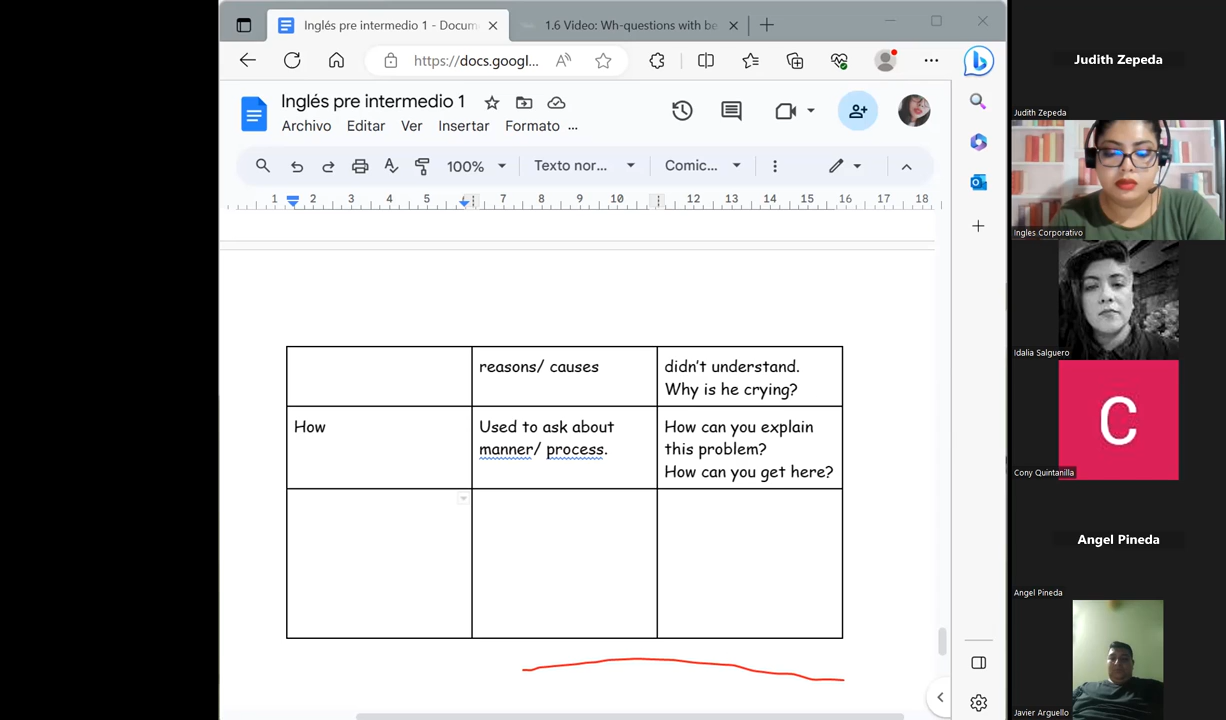 Inglés pre intermedio 1 - Docum
1.6 Video: Wh-questions with be
https://docs.googl...
Inglés pre intermedio 1
Archivo Editar Ver Insertar Formato ...
100% Texto nor... Comic...
1 2 3 4 5 7 8 9 10 12 13 14 15 16 17 18
reasons/ causes
didn't understand.
Why is he crying?
How
Used to ask about
manner/ process.
How can you explain
this problem?
How can you get here?
Judith Zepeda
Judith Zepeda
Ingles Corporativo
Idalia Salguero
C
Cony Quintanilla
Angel Pineda
Angel Pineda
Javier Arguello